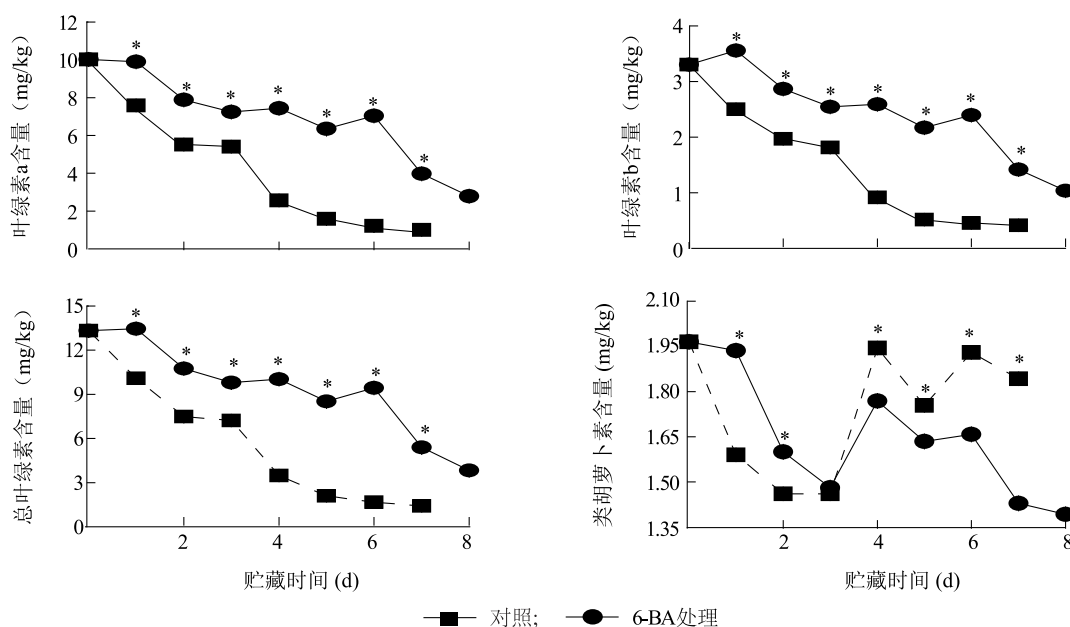 叶绿素a含量（mg/kg）
12
10
8
6
4
2
0
* * * * * * *
叶绿素b含量（mg/kg）
4
3
2
1
0
* * * * * * *
总叶绿素含量（mg/kg）
15
12
9
6
3
0
* * * * * * *
2 4 6 8
贮藏时间 (d)
类胡萝卜素含量 (mg/kg)
2.10
1.95
1.80
1.65
1.50
1.35
* * * * * *
2 4 6 8
贮藏时间 (d)
对照; 6-BA处理